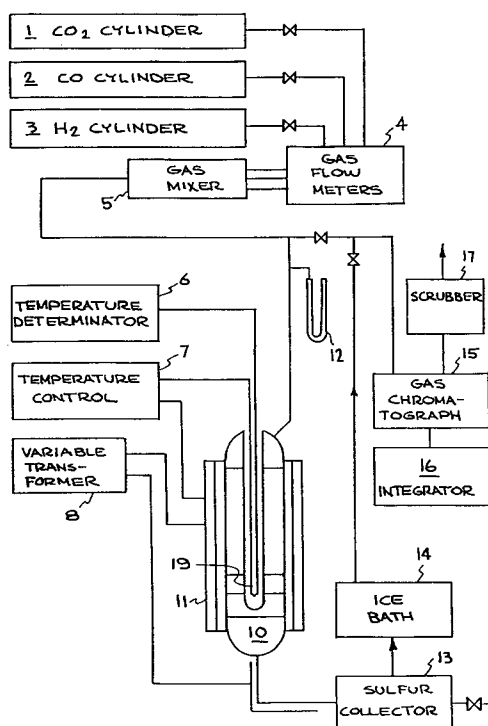 1 CO2 CYLINDER
2 CO CYLINDER
3 H2 CYLINDER
4
GAS
FLOW
METERS
GAS
MIXER
5
6
TEMPERATURE
DETERMINATOR
7
TEMPERATURE
CONTROL
VARIABLE
TRANS-
FORMER
8
12
17
SCRUBBER
15
GAS
CHROMA-
TOGRAPH
16
INTEGRATOR
19
11
10
14
ICE
BATH
13
SULFUR
COLLECTOR